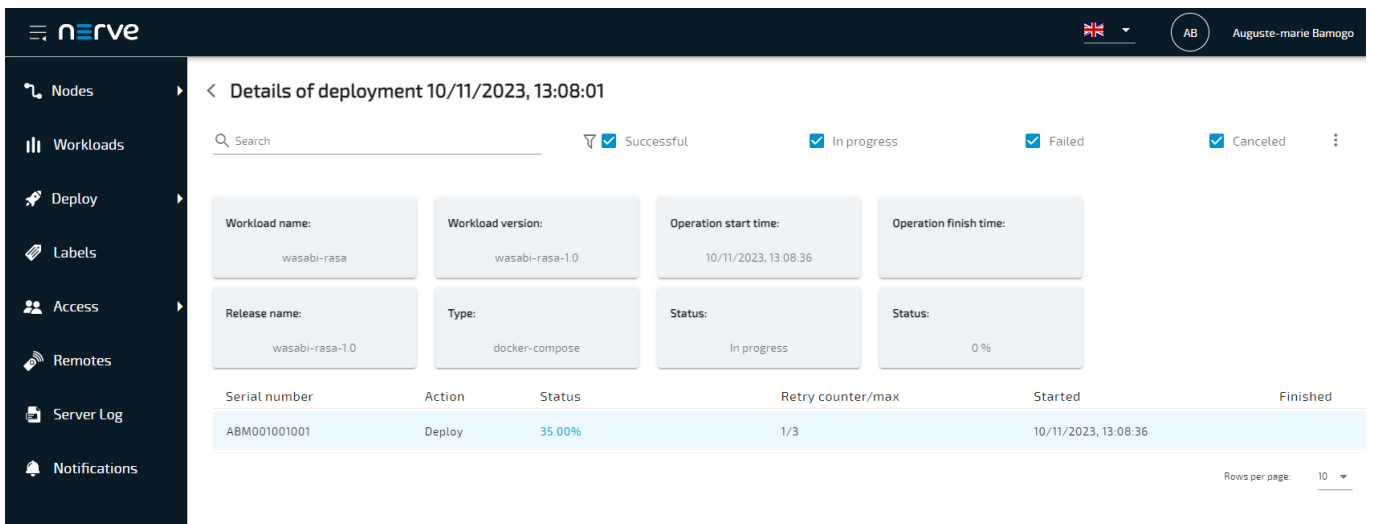 nerve
AB
Auguste-marie Bamogo
Nodes
Workloads
Deploy
Labels
Access
Remotes
Server Log
Notifications
Details of deployment 10/11/2023, 13:08:01
Search
Successful
In progress
Failed
Canceled
Workload name:
wasabi-rasa
Workload version:
wasabi-rasa-1.0
Operation start time:
10/11/2023, 13:08:36
Operation finish time:
Release name:
wasabi-rasa-1.0
Type:
docker-compose
Status:
In progress
Status:
0 %
Serial number Action Status Retry counter/max Started Finished
ABM001001001 Deploy 35.00% 1/3 10/11/2023, 13:08:36
Rows per page: 10